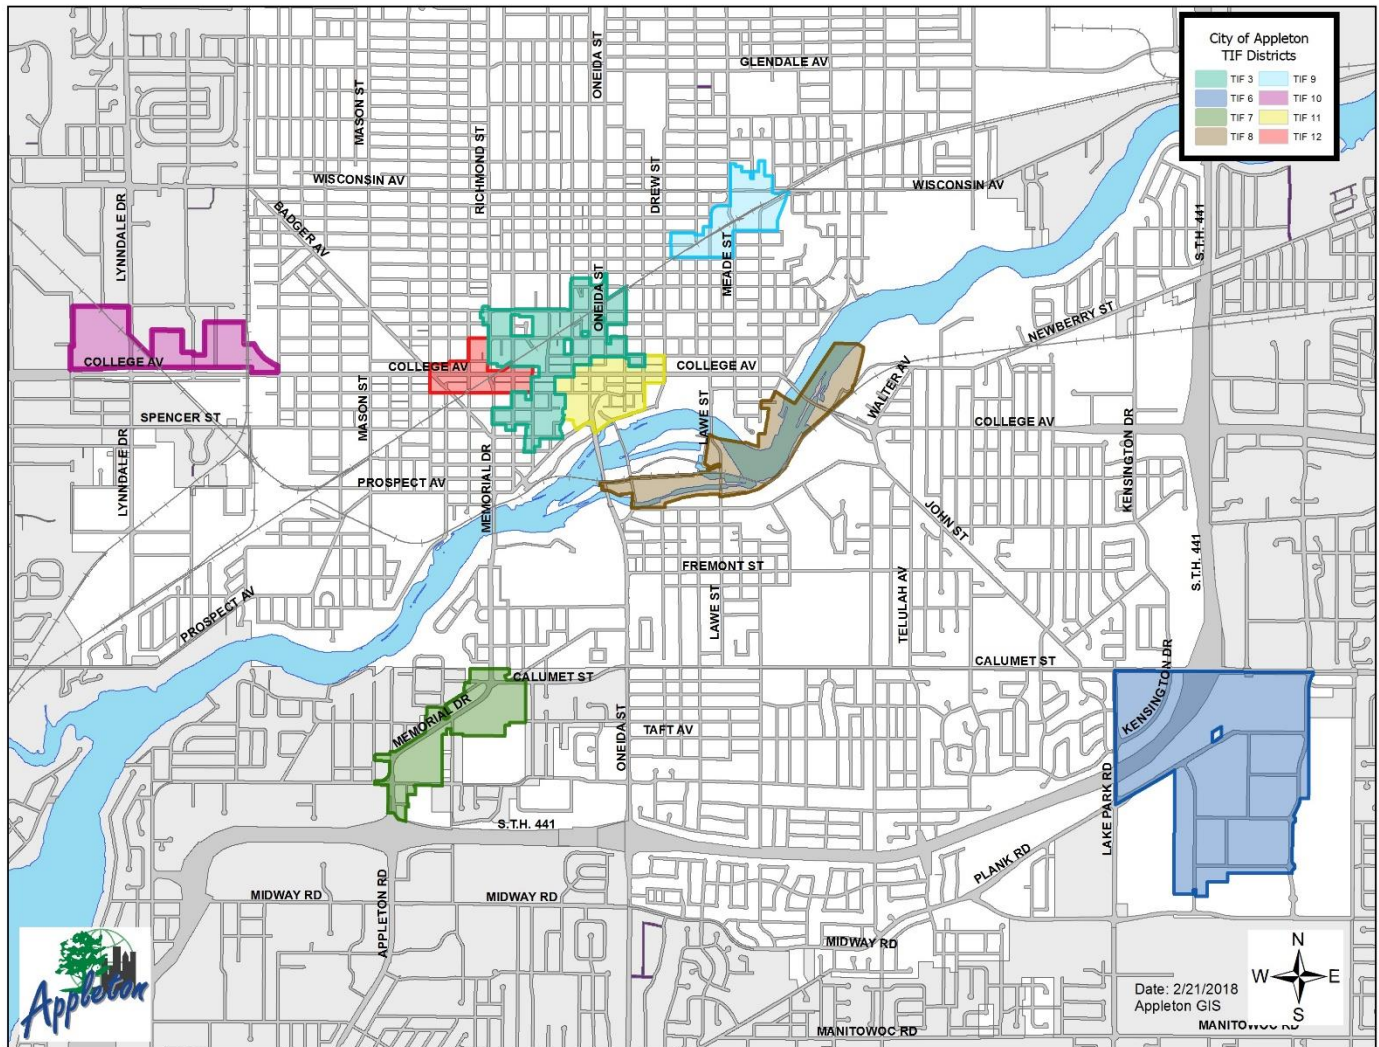 City of Appleton
TIF Districts
TIF 3
TIF 9
TIF 6
TIF 10
TIF 7
TIF 11
TIF 8
TIF 12
ONEIDA ST
GLENDALE AV
MASON ST
RICHMOND ST
DREW ST
WISCONSIN AV
WISCONSIN AV
LYNNDALE DR
BADGER AV
S.T.H. 441
MEADE ST
ONEIDA ST
NEWBERRY ST
COLLEGE AV
COLLEGE AV
COLLEGE AV
WALTER AV
MASON ST
SPENCER ST
LAWE ST
COLLEGE AV
KENSINGTON DR
LYNNDALE DR
MEMORIAL DR
PROSPECT AV
JOHN ST
S.T.H. 441
FREMONT ST
PROSPECT AV
LAWE ST
TELULAH AV
CALUMET ST
CALUMET ST
KENSINGTON DR
MEMORIAL DR
ONEIDA ST
TAFT AV
LAKE PARK RD
S.T.H. 441
PLANK RD
MIDWAY RD
MIDWAY RD
APPLETON RD
MIDWAY RD
Appleton
N
W
E
S
Date: 2/21/2018
Appleton GIS
MANITOWOC RD
MANITOWOC RD